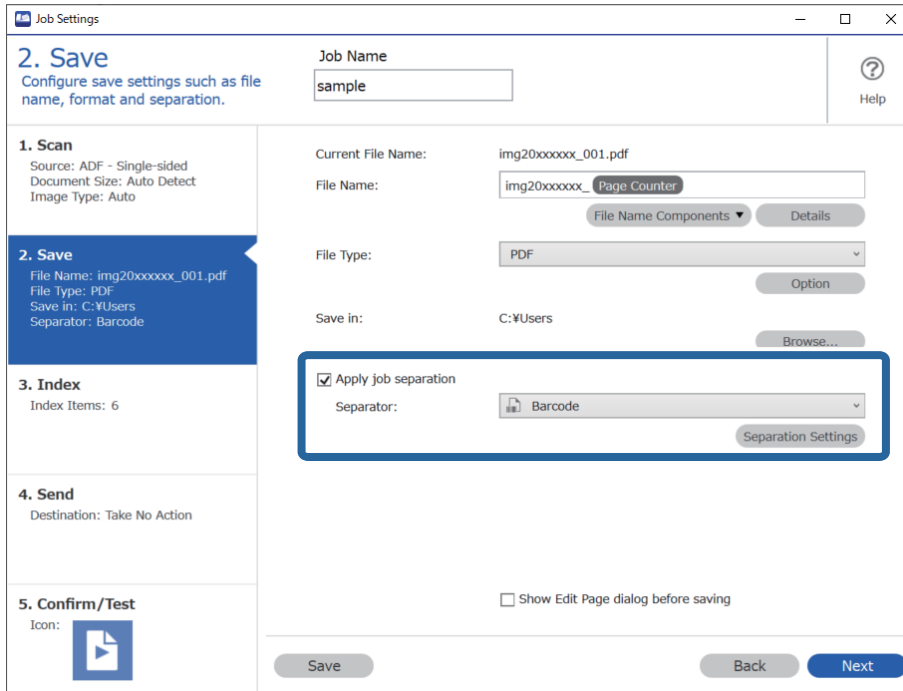 Job Settings
2. Save
Configure save settings such as file
name, format and separation.
Job Name
sample
Help
1. Scan
Source: ADF - Single-sided
Document Size: Auto Detect
Image Type: Auto
2. Save
File Name: img20xxxxxx_001.pdf
File Type: PDF
Save in: C:¥Users
Separator: Barcode
3. Index
Index Items: 6
4. Send
Destination: Take No Action
5. Confirm/Test
Icon:
Current File Name: img20xxxxxx_001.pdf
File Name: img20xxxxxx_ Page Counter
File Name Components Details
File Type: PDF
Option
Save in: C:¥Users
Browse...
Apply job separation
Separator: Barcode
Separation Settings
Show Edit Page dialog before saving
Save Back Next